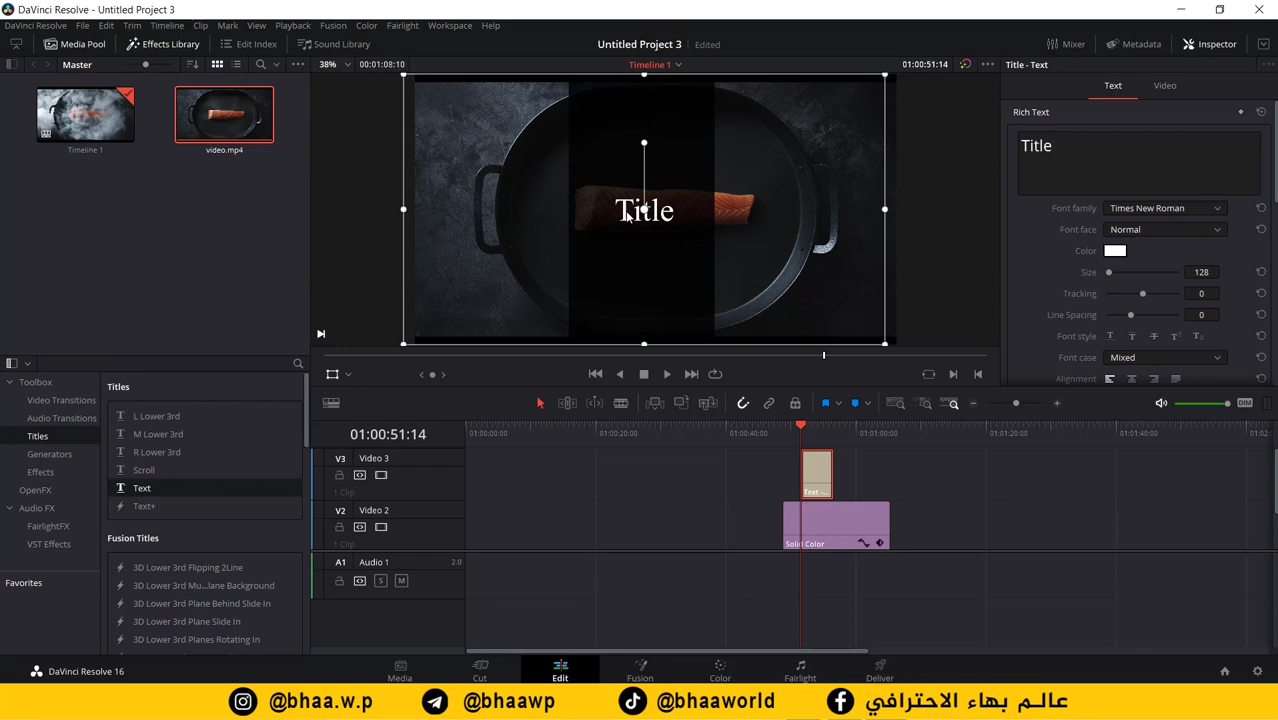 DaVinci Resolve - Untitled Project 3
DaVinci Resolve File Edit Trim Timeline Clip Mark View Playback Fusion Color Fairlight Workspace Help
Media Pool Effects Library Edit Index Sound Library Untitled Project 3 Edited Mixer Metadata Inspector
Master 38% 00:01:08:10 Timeline 1 01:00:51:14 Title - Text
Text Video
Rich Text
Title
Timeline 1 video.mp4
Title
Font family Times New Roman
Font face Normal
Color
Size 128
Tracking 0
Line Spacing 0
Font style
Font case Mixed
Alignment
Toolbox
Video Transitions
Audio Transitions
Titles
Generators
Effects
OpenFX
Audio FX
FairlightFX
VST Effects
Favorites
Titles
L Lower 3rd
M Lower 3rd
R Lower 3rd
Scroll
Text
Text+
Fusion Titles
3D Lower 3rd Flipping 2Line
3D Lower 3rd Mu...lane Background
3D Lower 3rd Plane Behind Slide In
3D Lower 3rd Plane Slide In
3D Lower 3rd Planes Rotating In
DIM
01:00:51:14 01:00:00:00 01:00:20:00 01:00:40:00 01:01:00:00 01:01:20:00 01:01:40:00 01:02:
V3 Video 3
1 Clip
Text -...
V2 Video 2
1 Clip
Solid Color
A1 Audio 1 2.0
S M
DaVinci Resolve 16 Media Cut Edit Fusion Color Fairlight Deliver
@bhaa.w.p @bhaawp @bhaaworld عالم بهاء الاحترافي